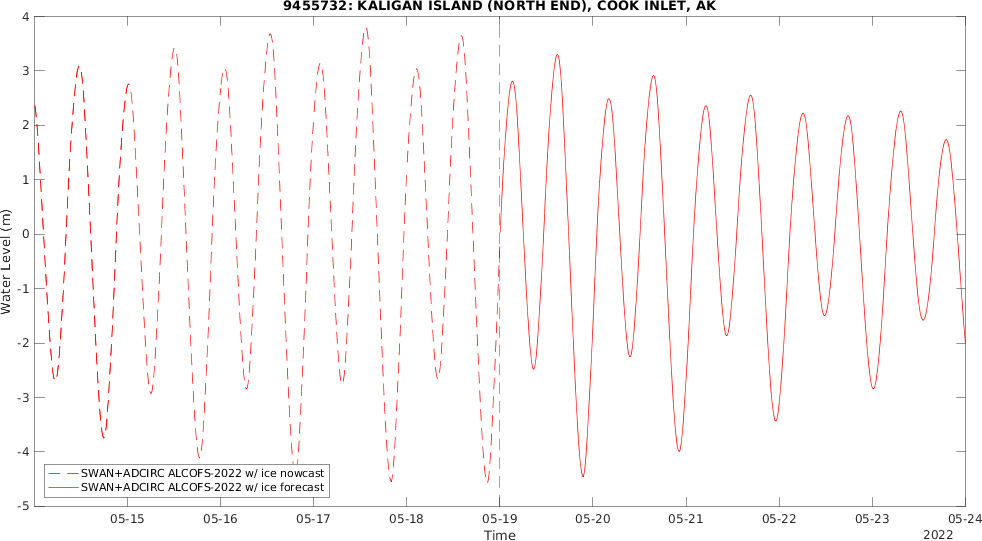 9455732: KALIGAN ISLAND (NORTH END), COOK INLET, AK
4
3
2
1
0
-1
-2
-3
-4
-5
Water Level (m)
SWAN+ADCIRC ALCOFS-2022 w/ ice nowcast
SWAN+ADCIRC ALCOFS-2022 w/ ice forecast
05-15 05-16 05-17 05-18 05-19 05-20 05-21 05-22 05-23 05-24
Time
2022